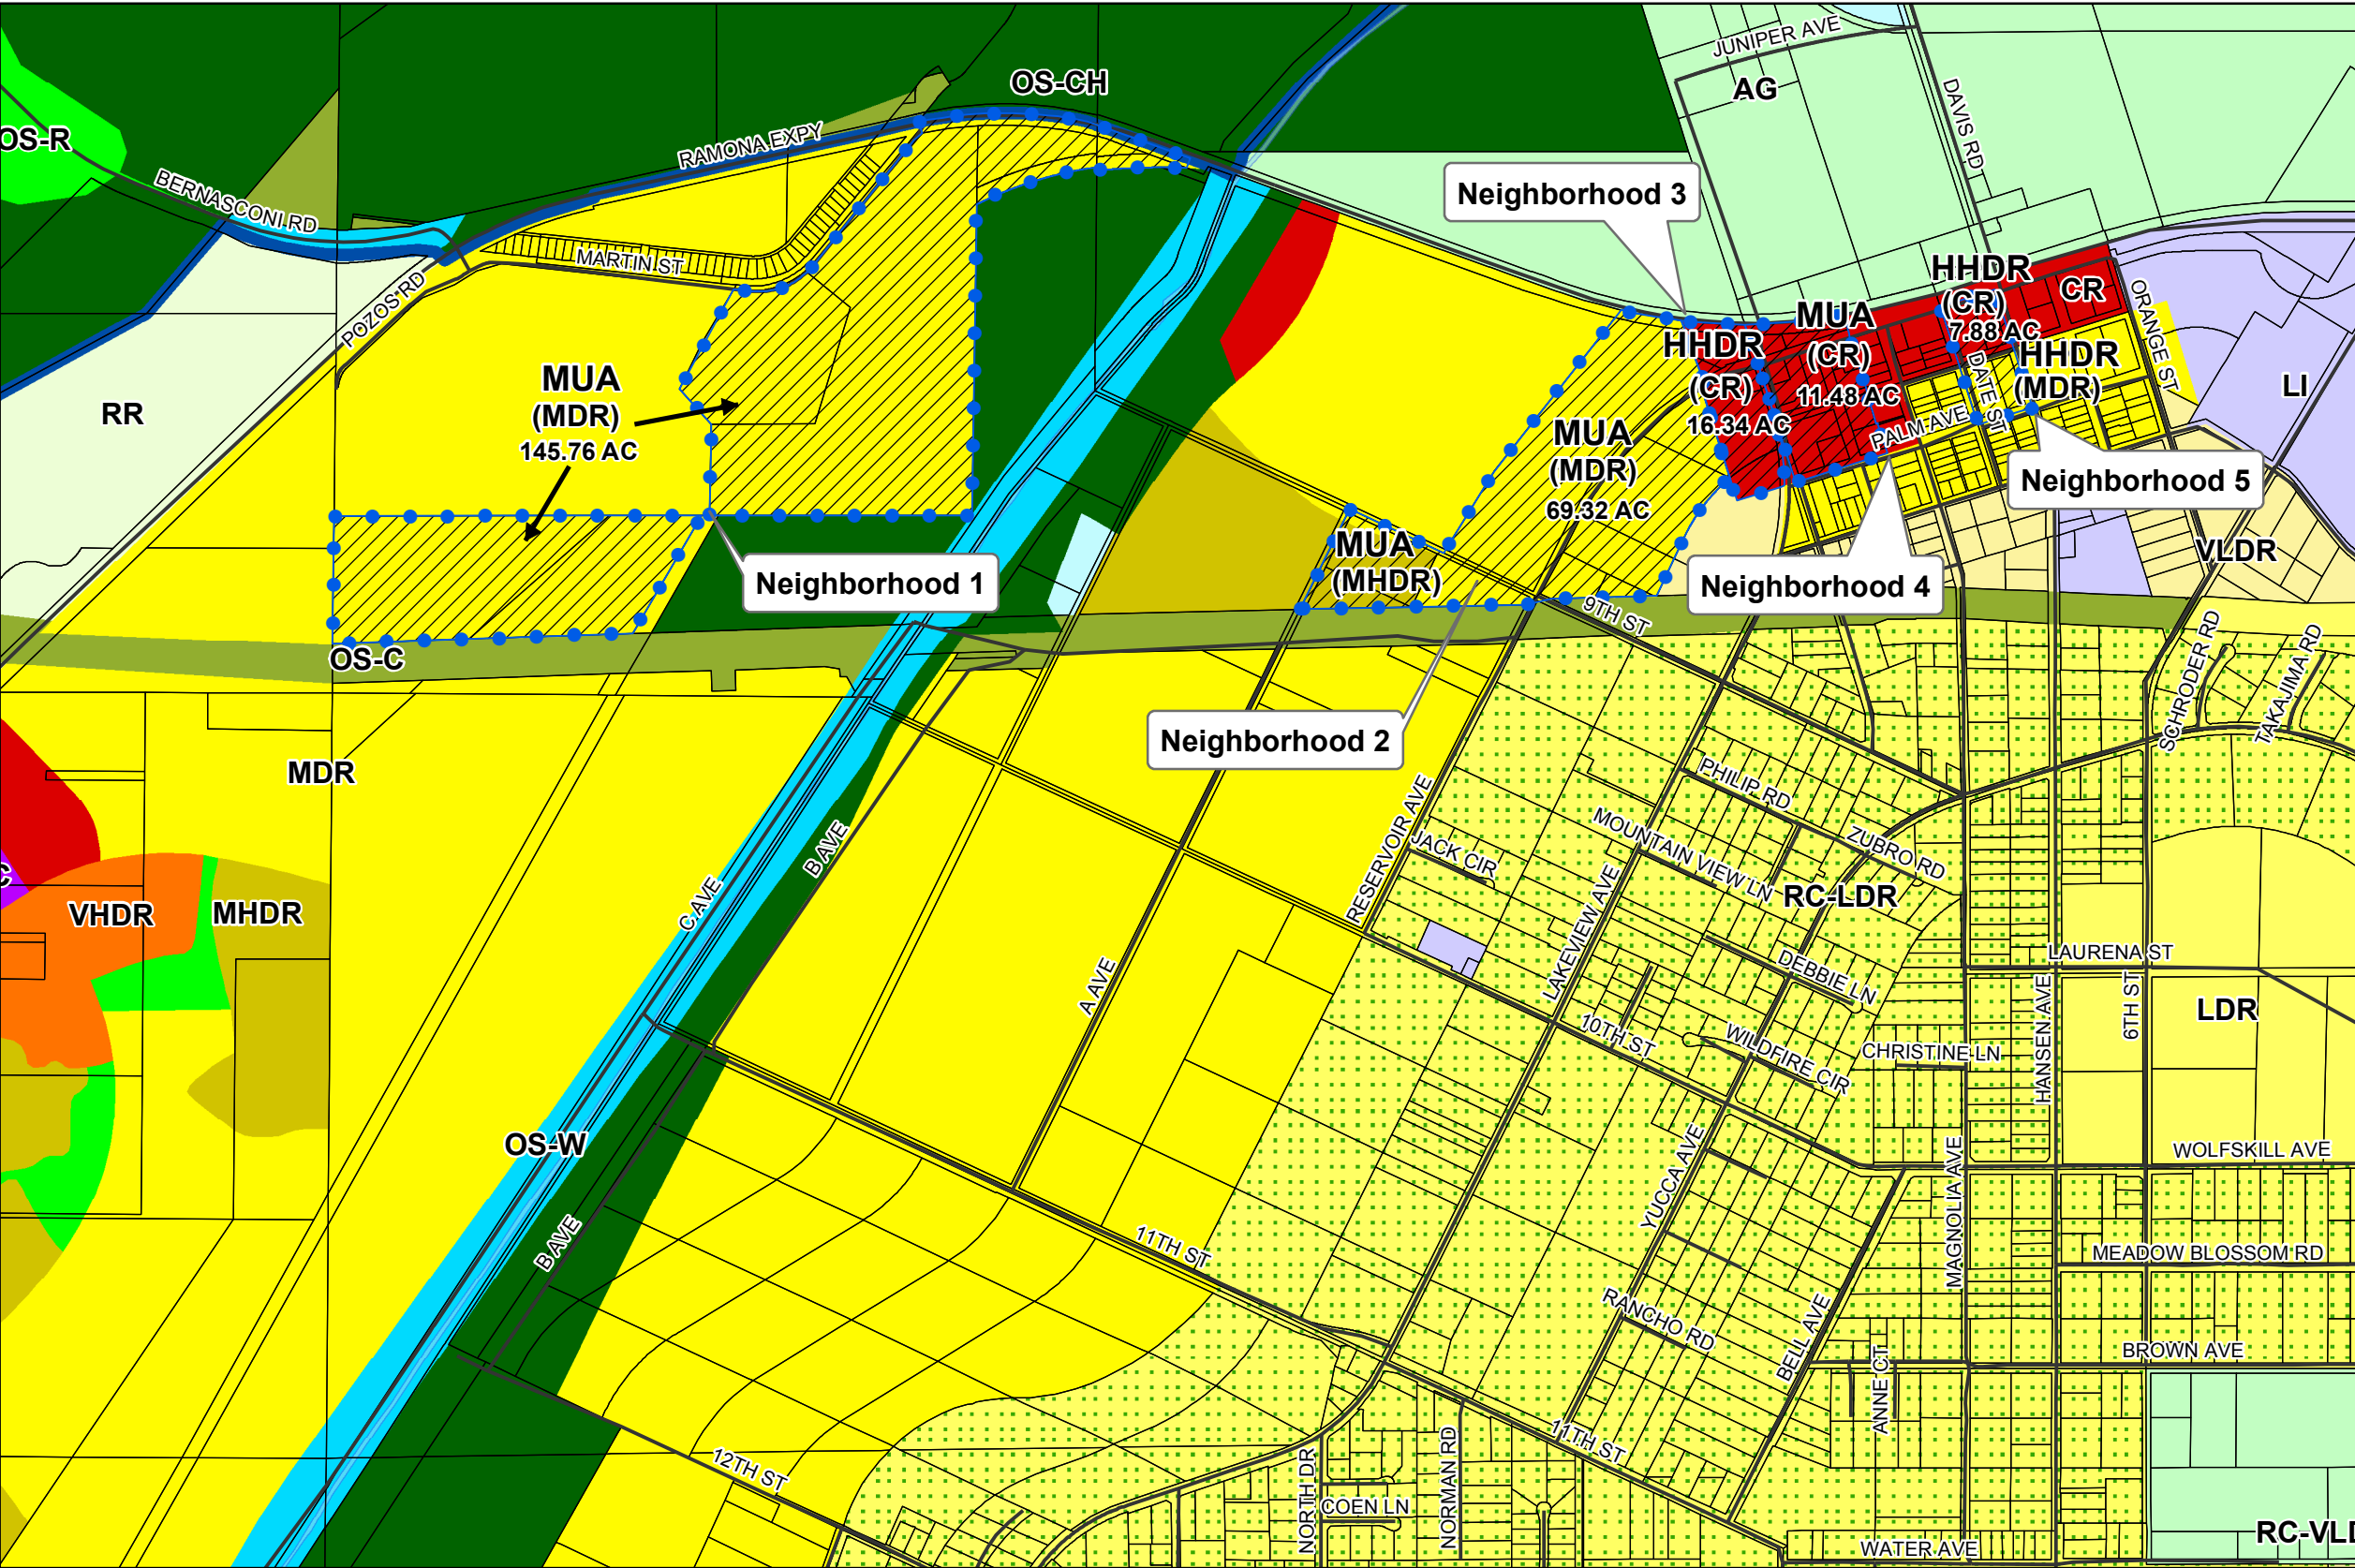 JUNIPER AVE
OS-CH
AG
DAVIS RD
OS-R
RAMONA EXPY
BERNASCONI RD
Neighborhood 3
MARTIN ST
HHDR
(CR)
7.88 AC
CR
ORANGE ST
POZOS RD
MUA
(CR)
11.48 AC
HHDR
(CR)
16.34 AC
HHDR
(MDR)
DATE ST
LI
MUA
(MDR)
145.76 AC
RR
PALM AVE
MUA
(MDR)
69.32 AC
Neighborhood 5
MUA
(MHDR)
VLDR
Neighborhood 1
Neighborhood 4
9TH ST
OS-C
SCHRODER RD
TAKAJIMA RD
Neighborhood 2
MDR
PHILIP RD
RESERVOIR AVE
JACK CIR
MOUNTAIN VIEW LN
ZUBRO RD
B AVE
C AVE
RC-LDR
VHDR
MHDR
LAKEVIEW AVE
LAURENA ST
DEBBIE LN
A AVE
6TH ST
LDR
10TH ST
WILDFIRE CIR
CHRISTINE LN
HANSEN AVE
OS-W
YUCCA AVE
MAGNOLIA AVE
WOLFSKILL AVE
B AVE
11TH ST
MEADOW BLOSSOM RD
RANCHO RD
BELL AVE
ANNE CT
BROWN AVE
12TH ST
11TH ST
NORTH DR
COEN LN
NORMAN RD
WATER AVE